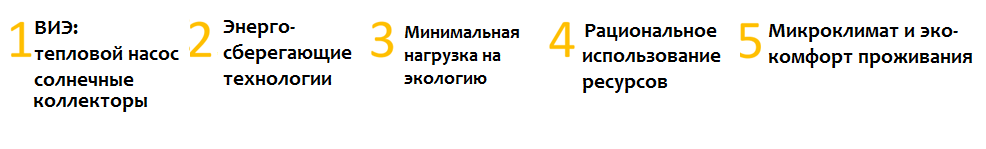 1 ВИЭ:
тепловой насос
солнечные
коллекторы
2 Энерго-
сберегающие
технологии
3 Минимальная
нагрузка на
экологию
4 Рациональное
использование
ресурсов
5 Микроклимат и эко-
комфорт проживания